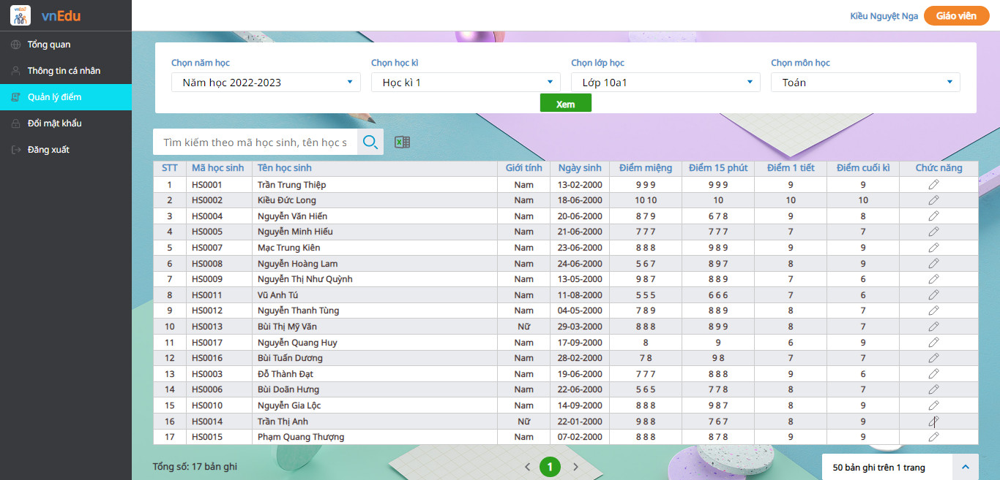 vnEdu
vnEdu
Kiều Nguyệt Nga
Giáo viên
Tổng quan
Thông tin cá nhân
Quản lý điểm
Đổi mật khẩu
Đăng xuất
Chọn năm học Chọn học kì Chọn lớp học Chọn môn học
Năm học 2022-2023 Học kì 1 Lớp 10a1 Toán
Xem
Tìm kiếm theo mã học sinh, tên học s
STT Mã học sinh Tên học sinh Giới tính Ngày sinh Điểm miệng Điểm 15 phút Điểm 1 tiết Điểm cuối kì Chức năng
1 HS0001 Trần Trung Thiệp Nam 13-02-2000 9 9 9 9 9 9 9 9
2 HS0002 Kiều Đức Long Nam 18-06-2000 10 10 10 10 10
3 HS0004 Nguyễn Văn Hiến Nam 20-06-2000 8 7 9 6 7 8 9 8
4 HS0005 Nguyễn Minh Hiếu Nam 21-06-2000 7 7 7 7 7 7 7 7
5 HS0007 Mạc Trung Kiên Nam 23-06-2000 8 8 8 9 8 9 9 9
6 HS0008 Nguyễn Hoàng Lam Nam 24-06-2000 5 6 7 8 9 7 8 9
7 HS0009 Nguyễn Thị Như Quỳnh Nam 13-05-2000 9 8 7 8 8 9 7 6
8 HS0011 Vũ Anh Tú Nam 11-08-2000 5 5 5 6 6 6 7 6
9 HS0012 Nguyễn Thanh Tùng Nam 04-05-2000 7 8 9 8 8 9 8 7
10 HS0013 Bùi Thị Mỹ Vân Nữ 29-03-2000 8 8 8 8 9 9 8 7
11 HS0017 Nguyễn Quang Huy Nam 17-09-2000 8 9 6 9
12 HS0016 Bùi Tuấn Dương Nam 28-02-2000 7 8 9 8 7 7
13 HS0003 Đỗ Thành Đạt Nam 19-06-2000 7 7 7 8 8 8 9 6
14 HS0006 Bùi Doãn Hưng Nam 22-06-2000 5 6 5 7 7 8 8 7
15 HS0010 Nguyễn Gia Lộc Nam 14-09-2000 8 8 8 9 8 7 8 9
16 HS0014 Trần Thị Anh Nữ 22-01-2000 9 8 8 7 6 7 8 9
17 HS0015 Phạm Quang Thượng Nam 07-02-2000 8 8 8 8 7 8 9 9
Tổng số: 17 bản ghi
1
50 bản ghi trên 1 trang